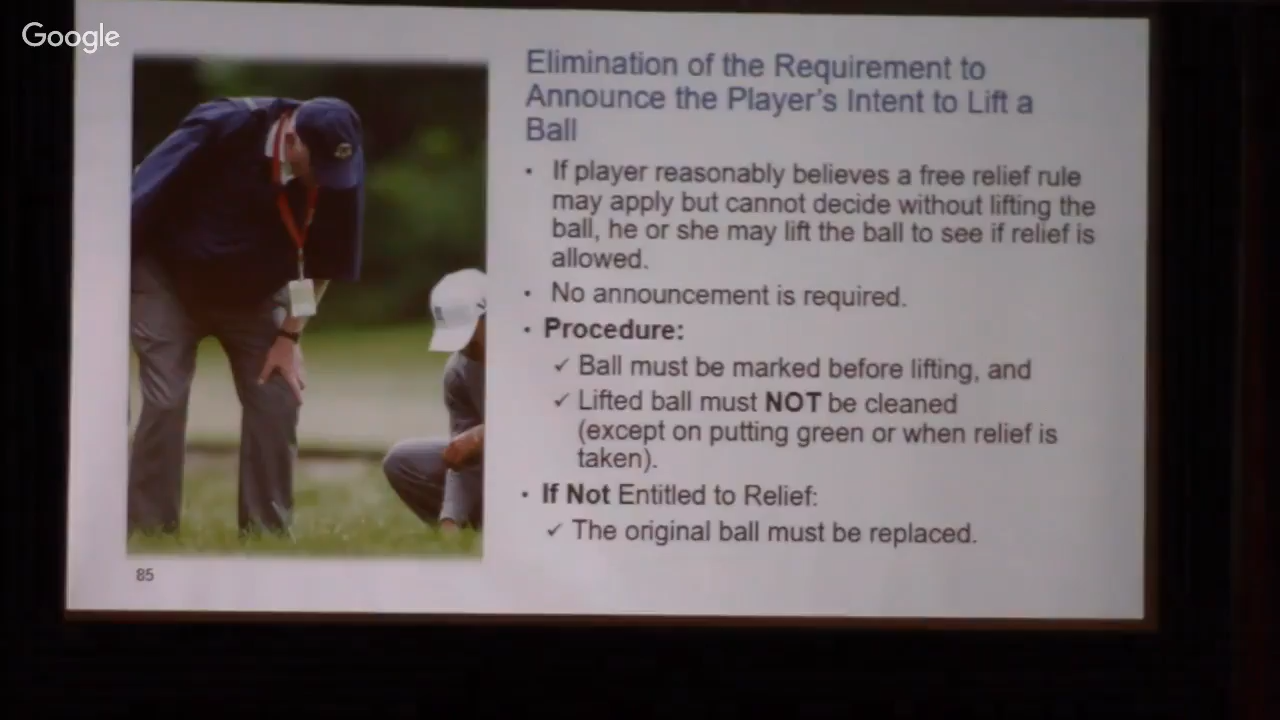 Google
Elimination of the Requirement to
Announce the Player's Intent to Lift a
Ball
• If player reasonably believes a free relief rule
may apply but cannot decide without lifting the
ball, he or she may lift the ball to see if relief is
allowed.
• No announcement is required.
• Procedure:
✓ Ball must be marked before lifting, and
✓ Lifted ball must NOT be cleaned
(except on putting green or when relief is
taken).
• If Not Entitled to Relief:
✓ The original ball must be replaced.
85